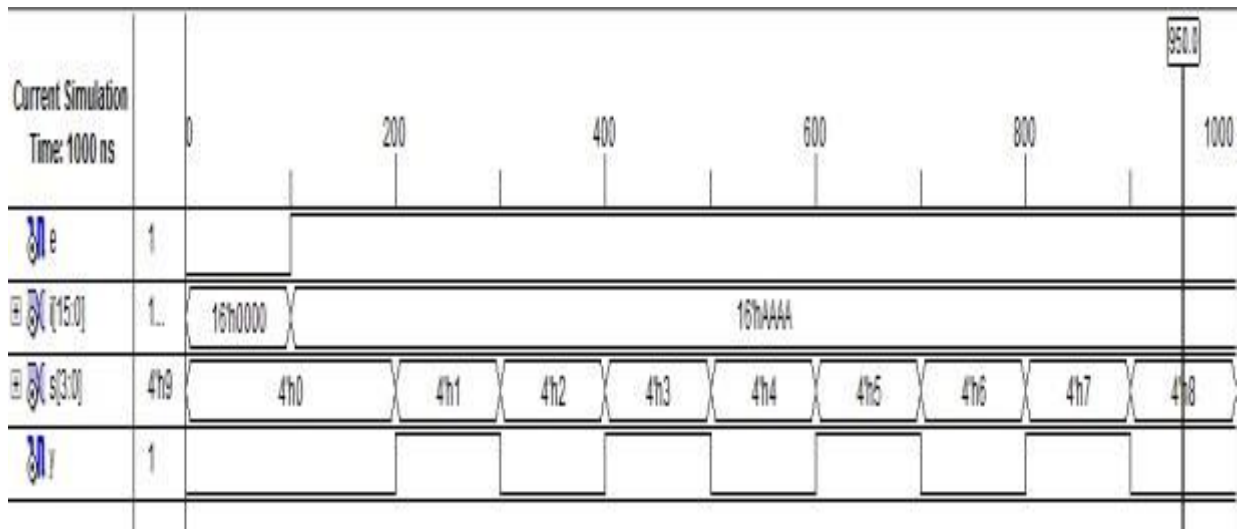 950.0
Current Simulation
Time: 1000 ns
0 200 400 600 800 1000
e 1
i[15:0] 1... 16'h0000 16'hAAAA
s[3:0] 4'h9 4'h0 4'h1 4'h2 4'h3 4'h4 4'h5 4'h6 4'h7 4'h8
y 1